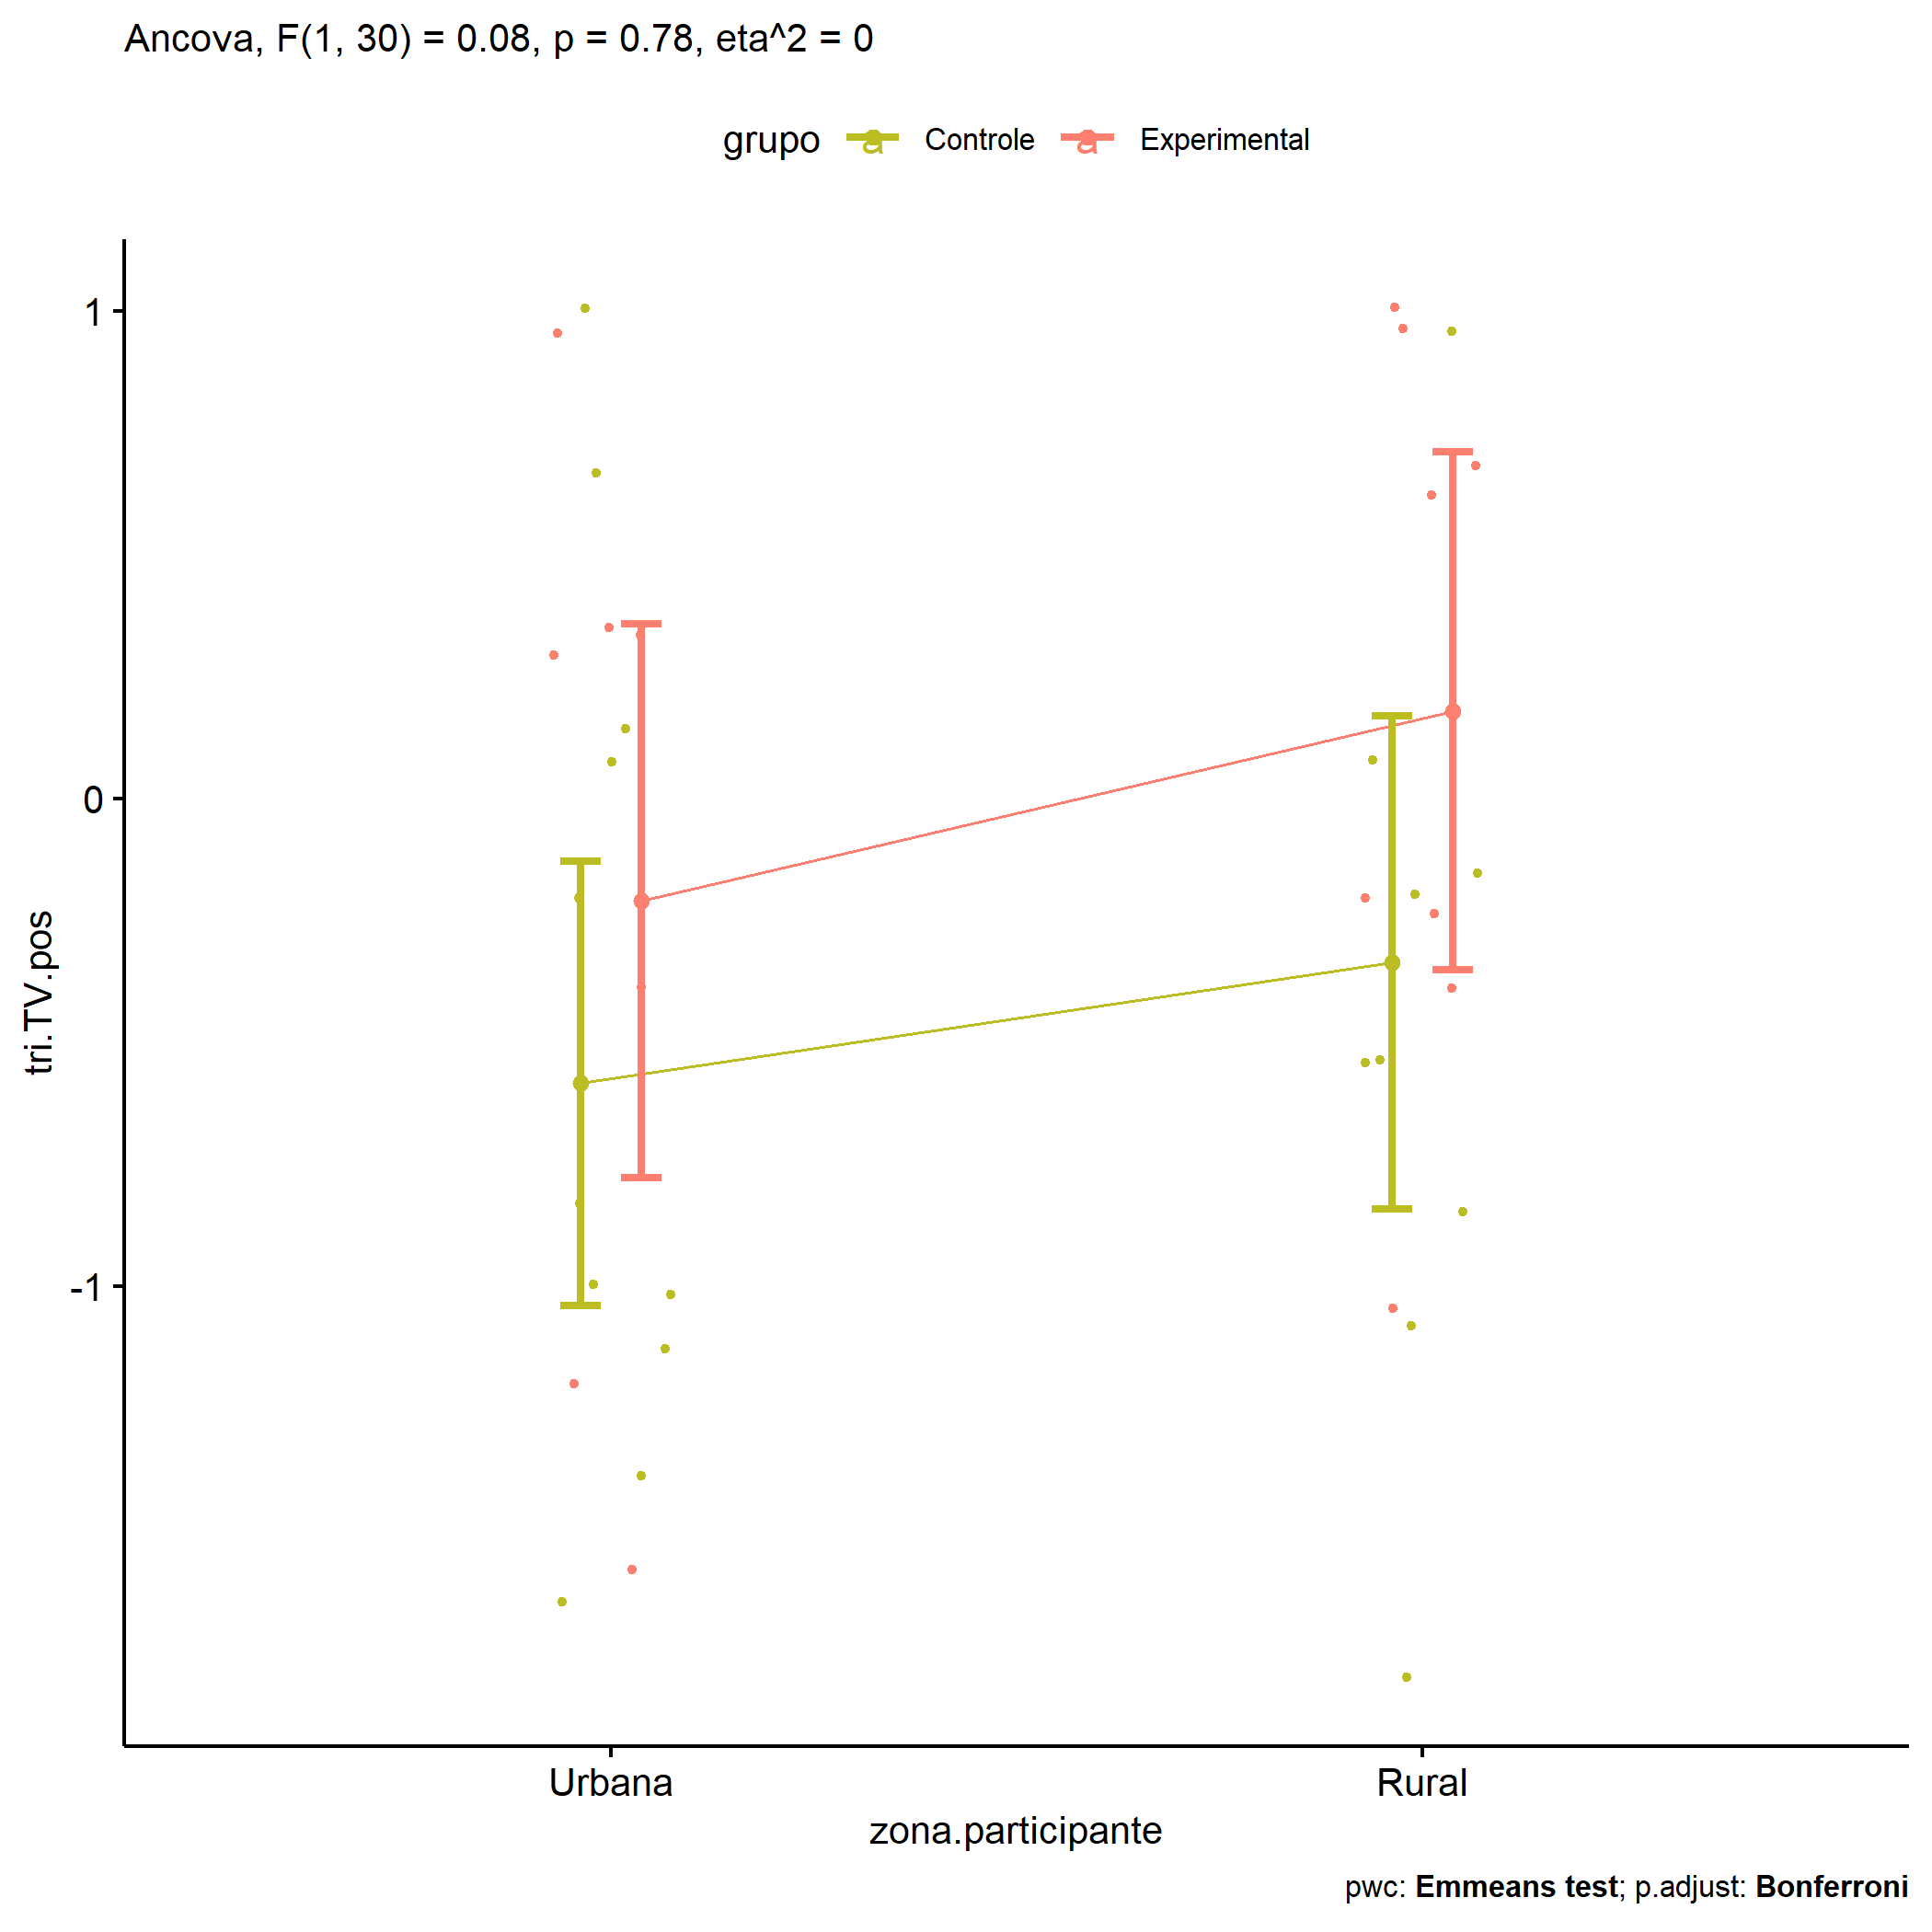 Ancova, F(1, 30) = 0.08, p = 0.78, eta^2 = 0
grupo a Controle a Experimental
tri.TV.pos
1
0
-1
Urbana Rural
zona.participante
pwc: Emmeans test; p.adjust: Bonferroni